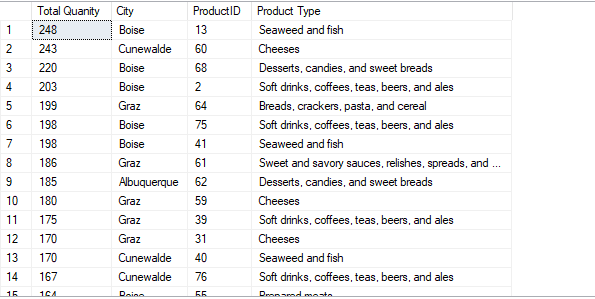 Total Quanity City ProductID Product Type
1 248 Boise 13 Seaweed and fish
2 243 Cunewalde 60 Cheeses
3 220 Boise 68 Desserts, candies, and sweet breads
4 203 Boise 2 Soft drinks, coffees, teas, beers, and ales
5 199 Graz 64 Breads, crackers, pasta, and cereal
6 198 Boise 75 Soft drinks, coffees, teas, beers, and ales
7 198 Boise 41 Seaweed and fish
8 186 Graz 61 Sweet and savory sauces, relishes, spreads, and ...
9 185 Albuquerque 62 Desserts, candies, and sweet breads
10 180 Graz 59 Cheeses
11 175 Graz 39 Soft drinks, coffees, teas, beers, and ales
12 170 Graz 31 Cheeses
13 170 Cunewalde 40 Seaweed and fish
14 167 Cunewalde 76 Soft drinks, coffees, teas, beers, and ales
15 164 Boise 55 Prepared meats